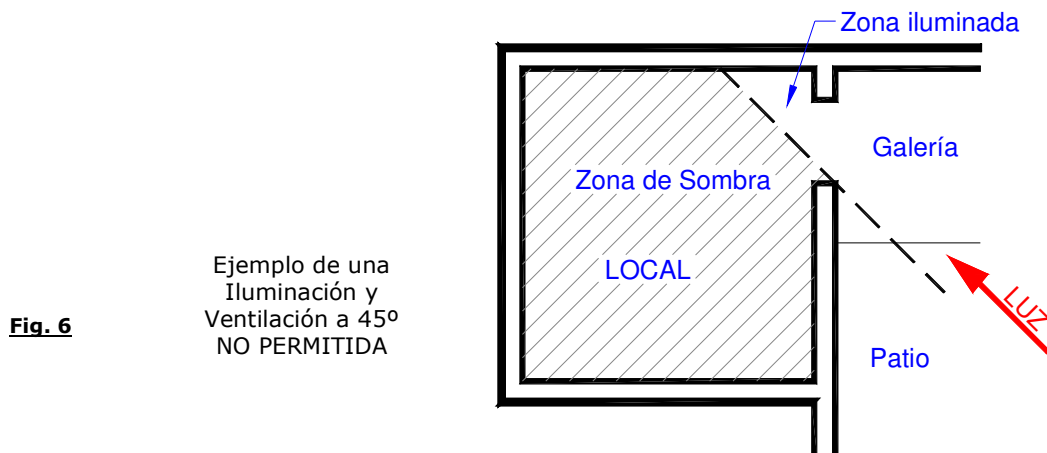 Zona iluminada
Galería
Zona de Sombra
LOCAL
Ejemplo de una
Iluminación y
Ventilación a 45º
NO PERMITIDA
Fig. 6
LUZ
Patio